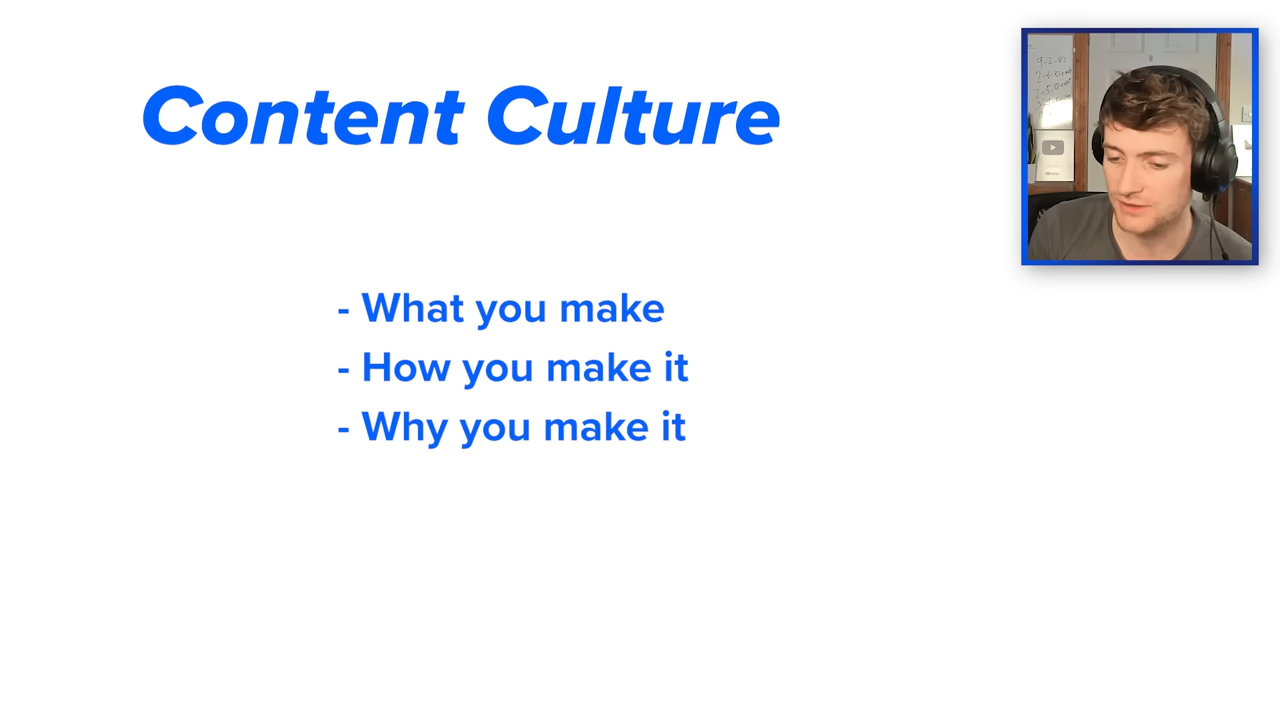 Content Culture
- What you make
- How you make it
- Why you make it